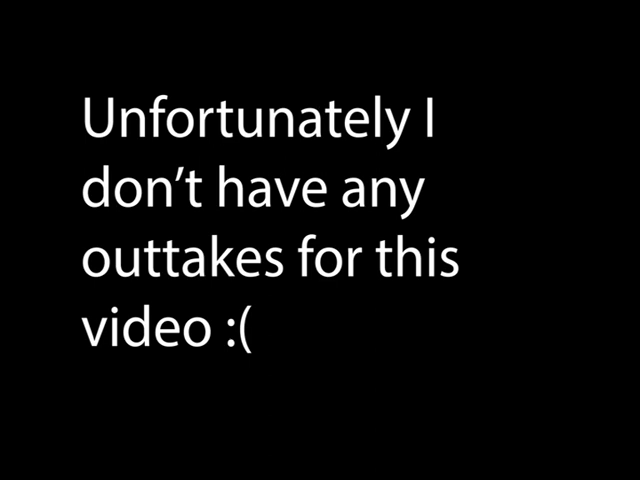 Unfortunately I
don’t have any
outtakes for this
video :(